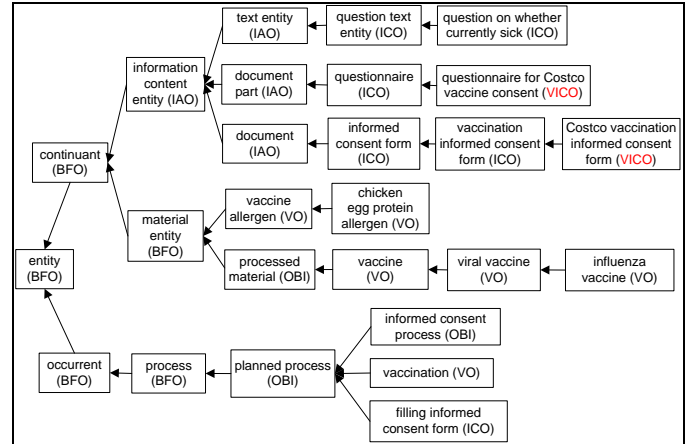 text entity
(IAO)
question text
entity (ICO)
question on whether
currently sick (ICO)
information
content
entity (IAO)
document
part (IAO)
questionnaire
(ICO)
questionnaire for Costco
vaccine consent (VICO)
document
(IAO)
informed
consent form
(ICO)
vaccination
informed consent
form (ICO)
Costco vaccination
informed consent
form (VICO)
continuant
(BFO)
material
entity
(BFO)
vaccine
allergen (VO)
chicken
egg protein
allergen (VO)
processed
material (OBI)
vaccine
(VO)
viral vaccine
(VO)
influenza
vaccine (VO)
entity
(BFO)
occurrent
(BFO)
process
(BFO)
planned process
(OBI)
informed consent
process (OBI)
vaccination (VO)
filling informed
consent form (ICO)